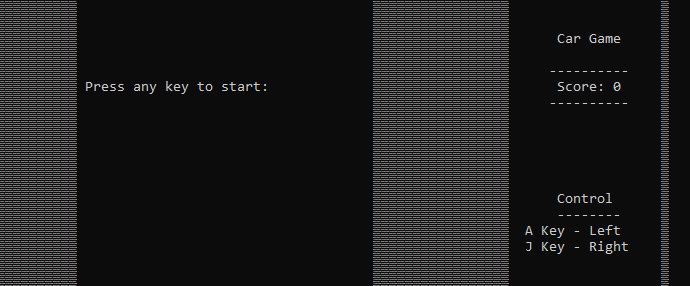 Car Game
----------
Press any key to start:
Score: 0
----------
Control
--------
A Key - Left
J Key - Right